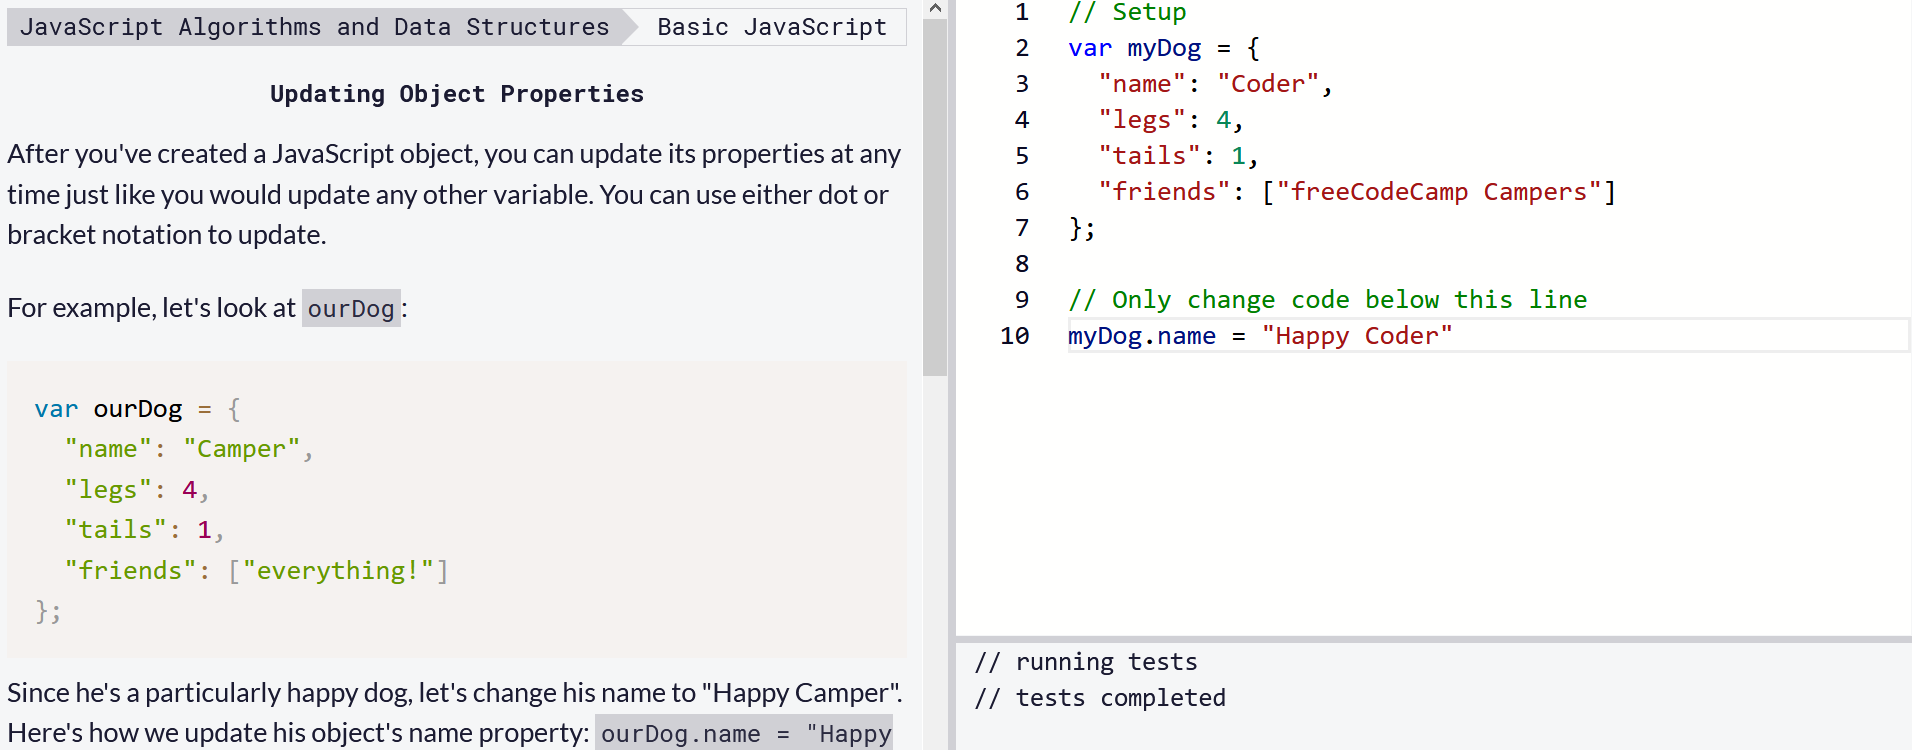 JavaScript Algorithms and Data Structures Basic JavaScript
Updating Object Properties
After you've created a JavaScript object, you can update its properties at any
time just like you would update any other variable. You can use either dot or
bracket notation to update.
For example, let's look at ourDog:
var ourDog = {
  "name": "Camper",
  "legs": 4,
  "tails": 1,
  "friends": ["everything!"]
};
Since he's a particularly happy dog, let's change his name to "Happy Camper".
Here's how we update his object's name property: ourDog.name = "Happy
1 // Setup
2 var myDog = {
3   "name": "Coder",
4   "legs": 4,
5   "tails": 1,
6   "friends": ["freeCodeCamp Campers"]
7 };
8
9 // Only change code below this line
10 myDog.name = "Happy Coder"
// running tests
// tests completed